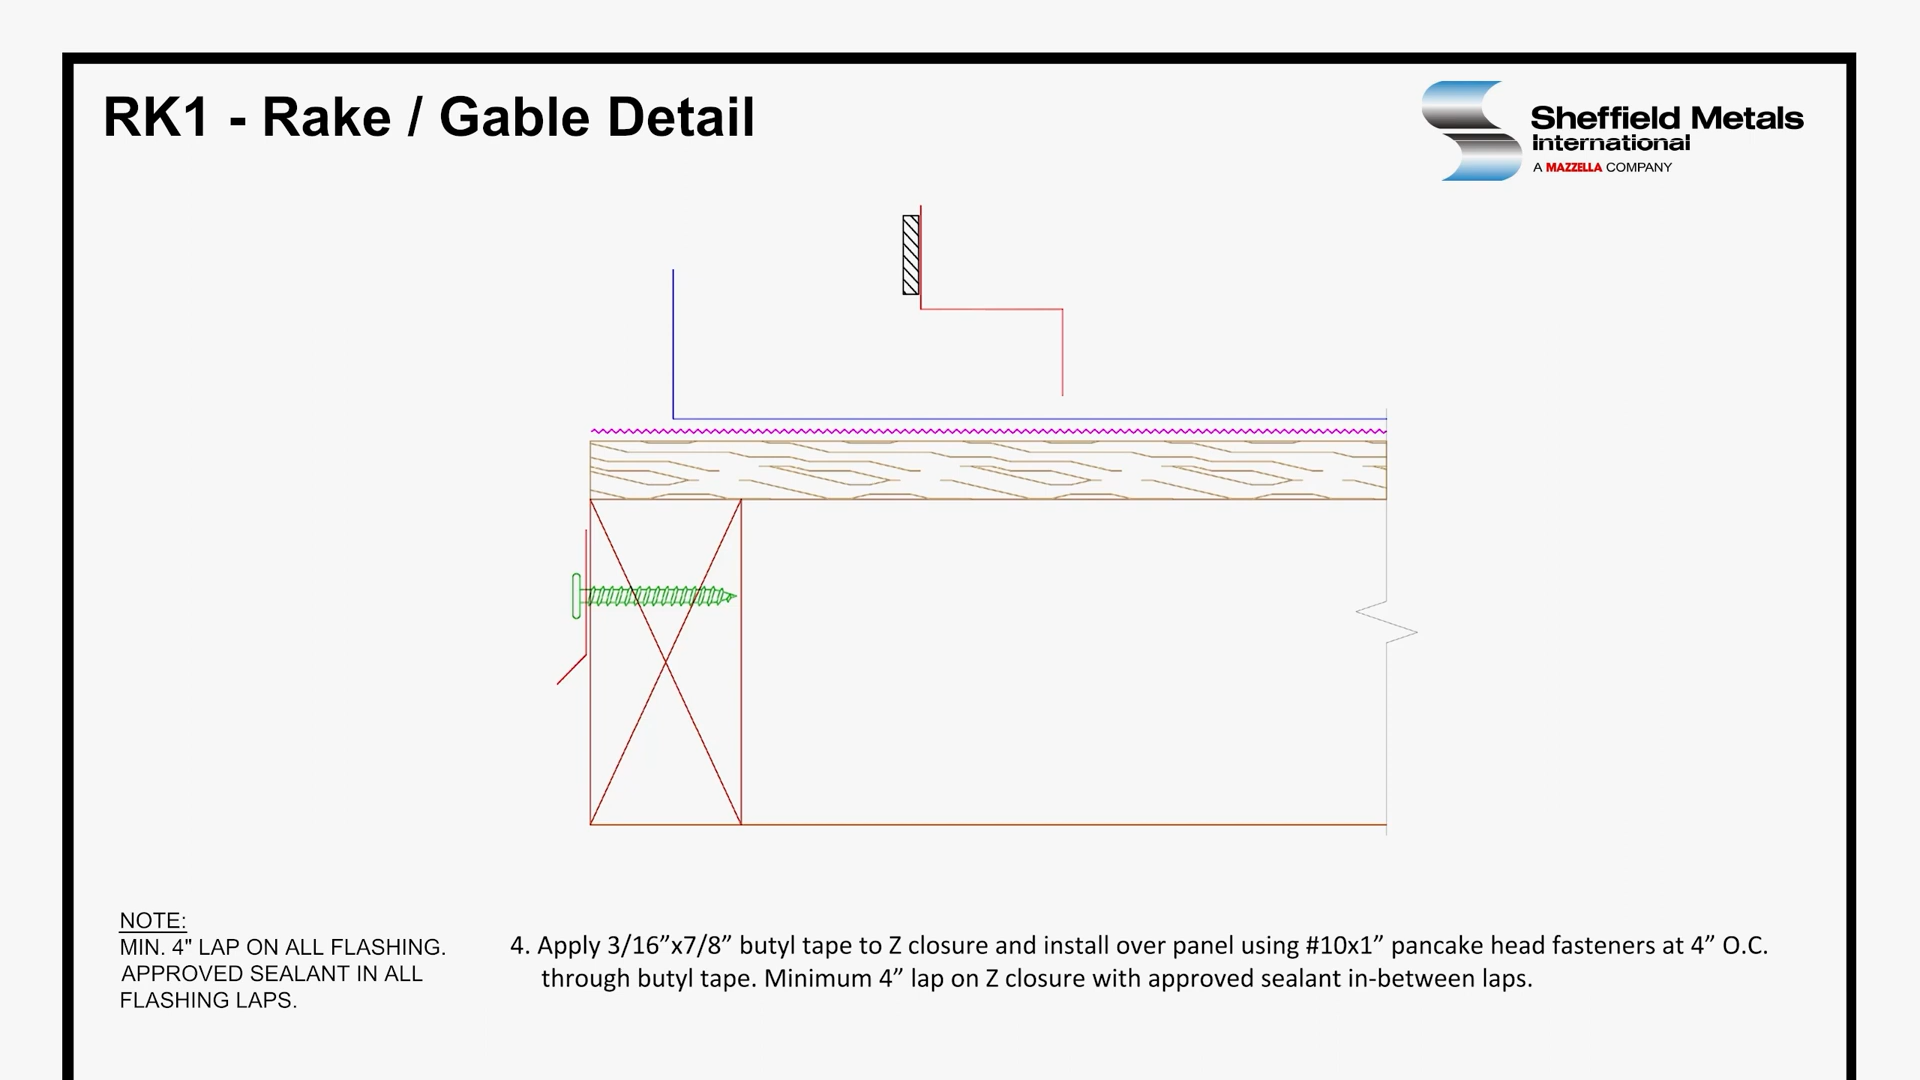 RK1 - Rake / Gable Detail
Sheffield Metals
International
A MAZZELLA COMPANY
NOTE:
MIN. 4" LAP ON ALL FLASHING.
APPROVED SEALANT IN ALL
FLASHING LAPS.
4. Apply 3/16”x7/8” butyl tape to Z closure and install over panel using #10x1” pancake head fasteners at 4” O.C.
through butyl tape. Minimum 4” lap on Z closure with approved sealant in-between laps.